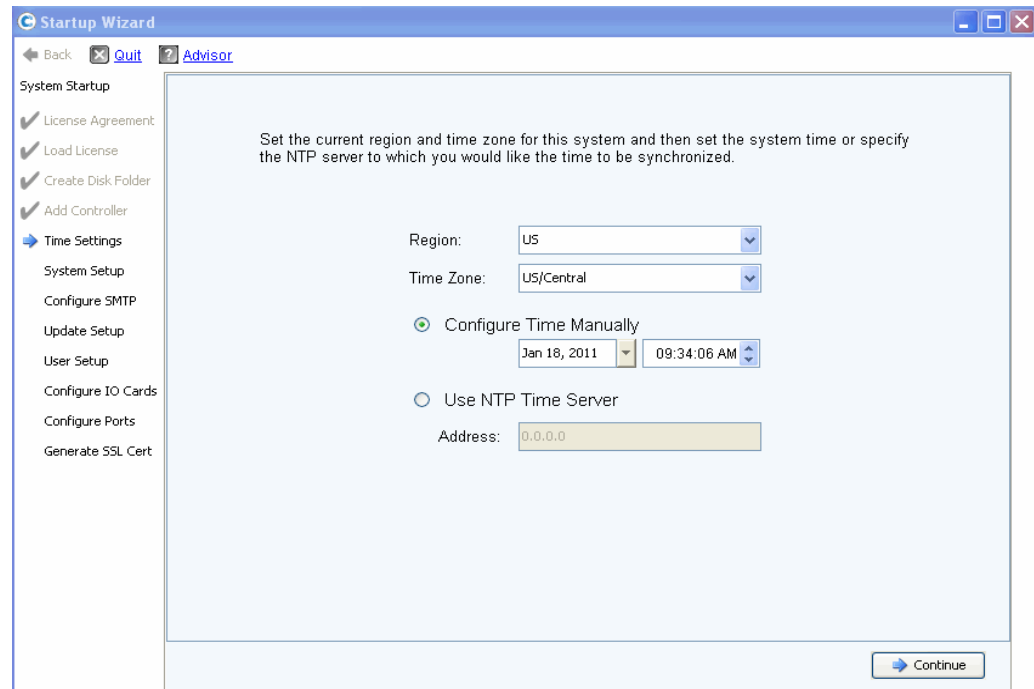 Startup Wizard
Back Quit ? Advisor
System Startup
License Agreement
Load License
Create Disk Folder
Add Controller
Time Settings
System Setup
Configure SMTP
Update Setup
User Setup
Configure IO Cards
Configure Ports
Generate SSL Cert
Set the current region and time zone for this system and then set the system time or specify
the NTP server to which you would like the time to be synchronized.
Region: US
Time Zone: US/Central
Configure Time Manually
Jan 18, 2011 09:34:06 AM
Use NTP Time Server
Address: 0.0.0.0
Continue